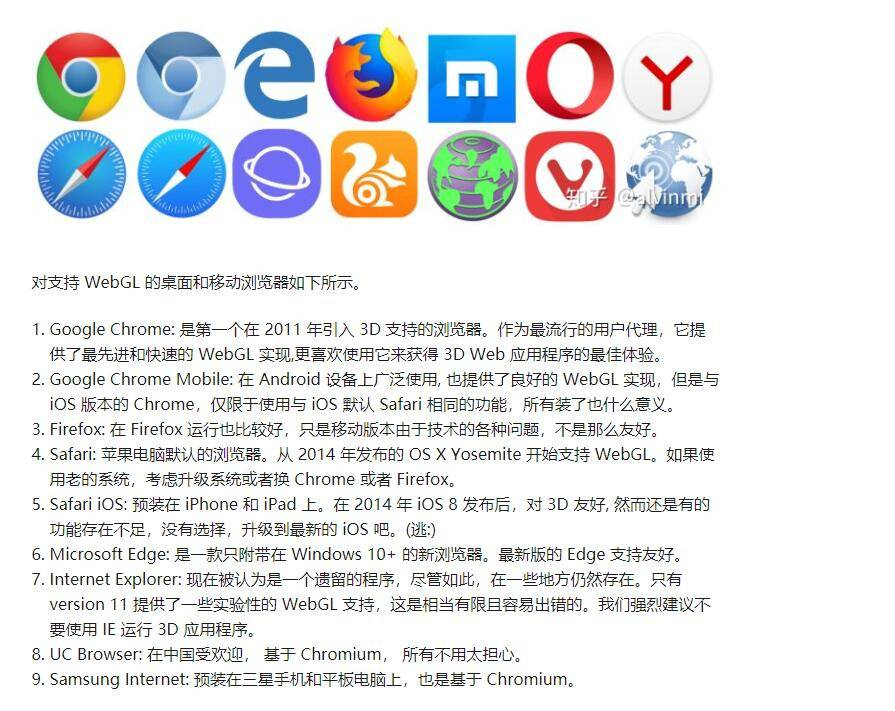 知乎 @alvinmi
对支持 WebGL 的桌面和移动浏览器如下所示。
1. Google Chrome: 是第一个在 2011 年引入 3D 支持的浏览器。作为最流行的用户代理，它提
供了最先进和快速的 WebGL 实现,更喜欢使用它来获得 3D Web 应用程序的最佳体验。
2. Google Chrome Mobile: 在 Android 设备上广泛使用, 也提供了良好的 WebGL 实现，但是与
iOS 版本的 Chrome，仅限于使用与 iOS 默认 Safari 相同的功能，所有装了也什么意义。
3. Firefox: 在 Firefox 运行也比较好，只是移动版本由于技术的各种问题，不是那么友好。
4. Safari: 苹果电脑默认的浏览器。从 2014 年发布的 OS X Yosemite 开始支持 WebGL。如果使
用老的系统，考虑升级系统或者换 Chrome 或者 Firefox。
5. Safari iOS: 预装在 iPhone 和 iPad 上。在 2014 年 iOS 8 发布后，对 3D 友好, 然而还是有的
功能存在不足，没有选择，升级到最新的 iOS 吧。(逃:)
6. Microsoft Edge: 是一款只附带在 Windows 10+ 的新浏览器。最新版的 Edge 支持友好。
7. Internet Explorer: 现在被认为是一个遗留的程序，尽管如此，在一些地方仍然存在。只有
version 11 提供了一些实验性的 WebGL 支持，这是相当有限且容易出错的。我们强烈建议不
要使用 IE 运行 3D 应用程序。
8. UC Browser: 在中国受欢迎， 基于 Chromium， 所有不用太担心。
9. Samsung Internet: 预装在三星手机和平板电脑上，也是基于 Chromium。